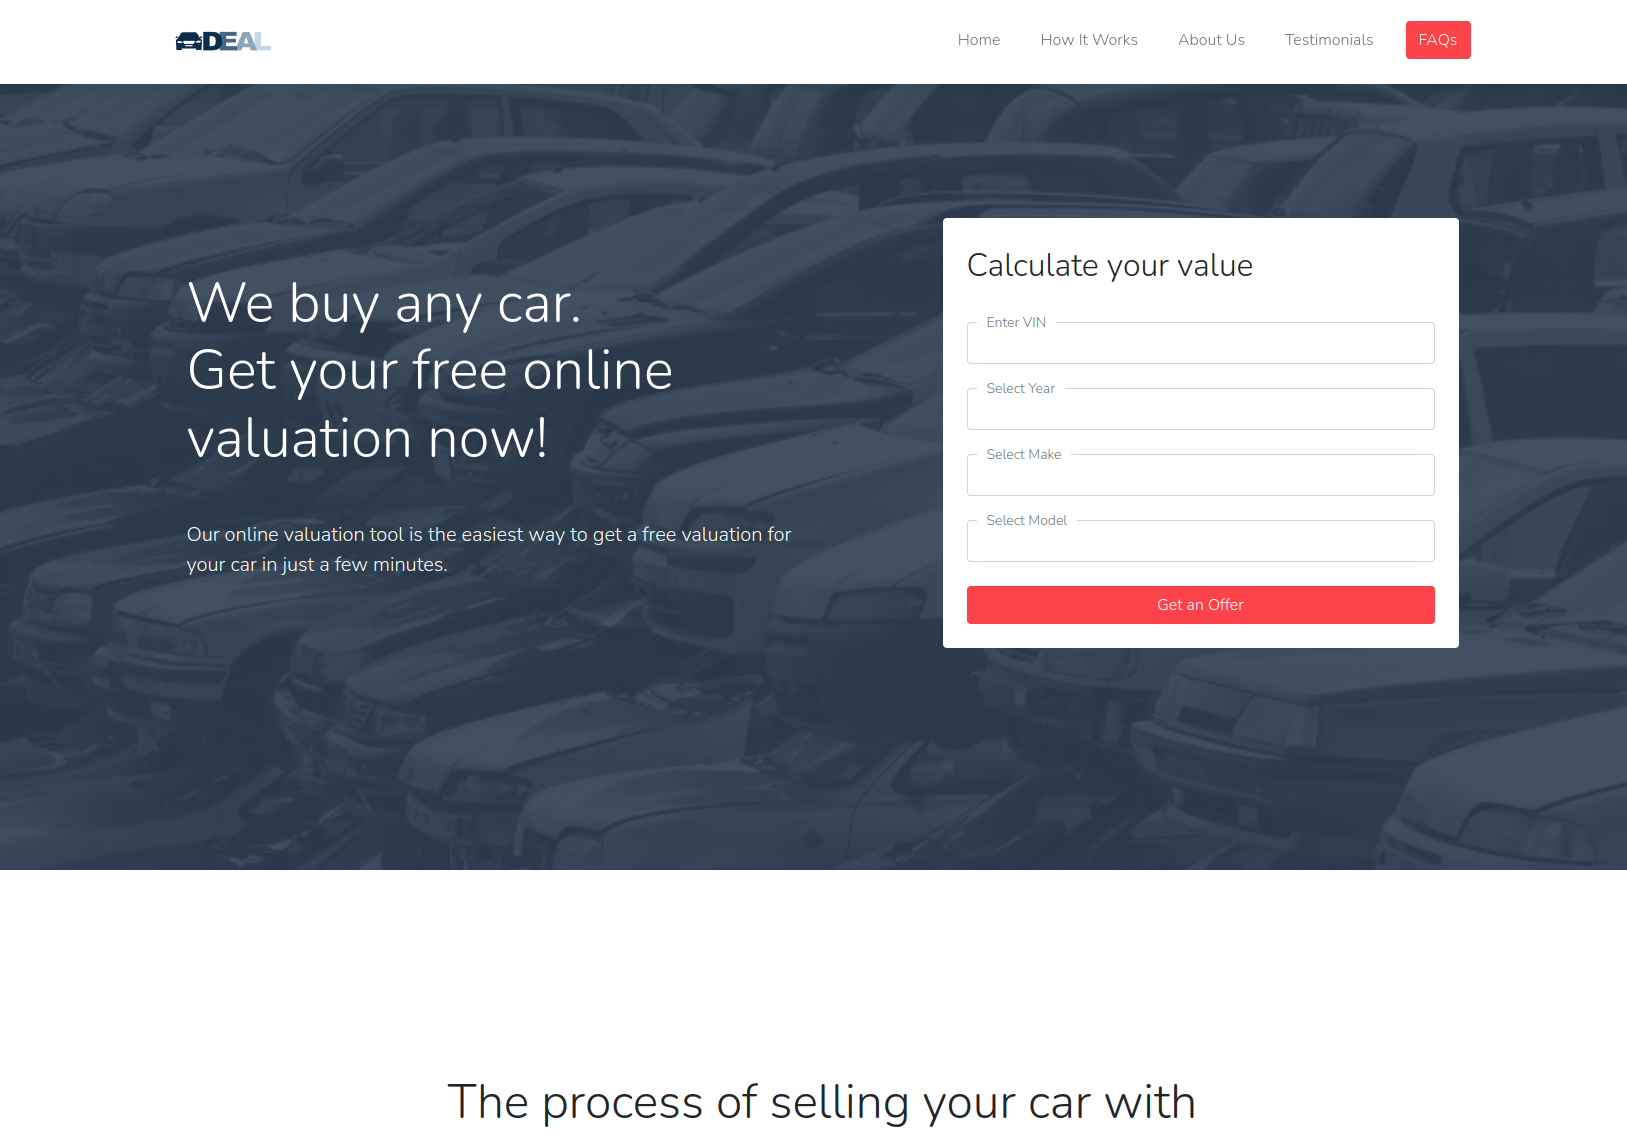 DEAL
Home
How It Works
About Us
Testimonials
FAQs
We buy any car.
Get your free online
valuation now!
Our online valuation tool is the easiest way to get a free valuation for
your car in just a few minutes.
Calculate your value
Enter VIN
Select Year
Select Make
Select Model
Get an Offer
The process of selling your car with